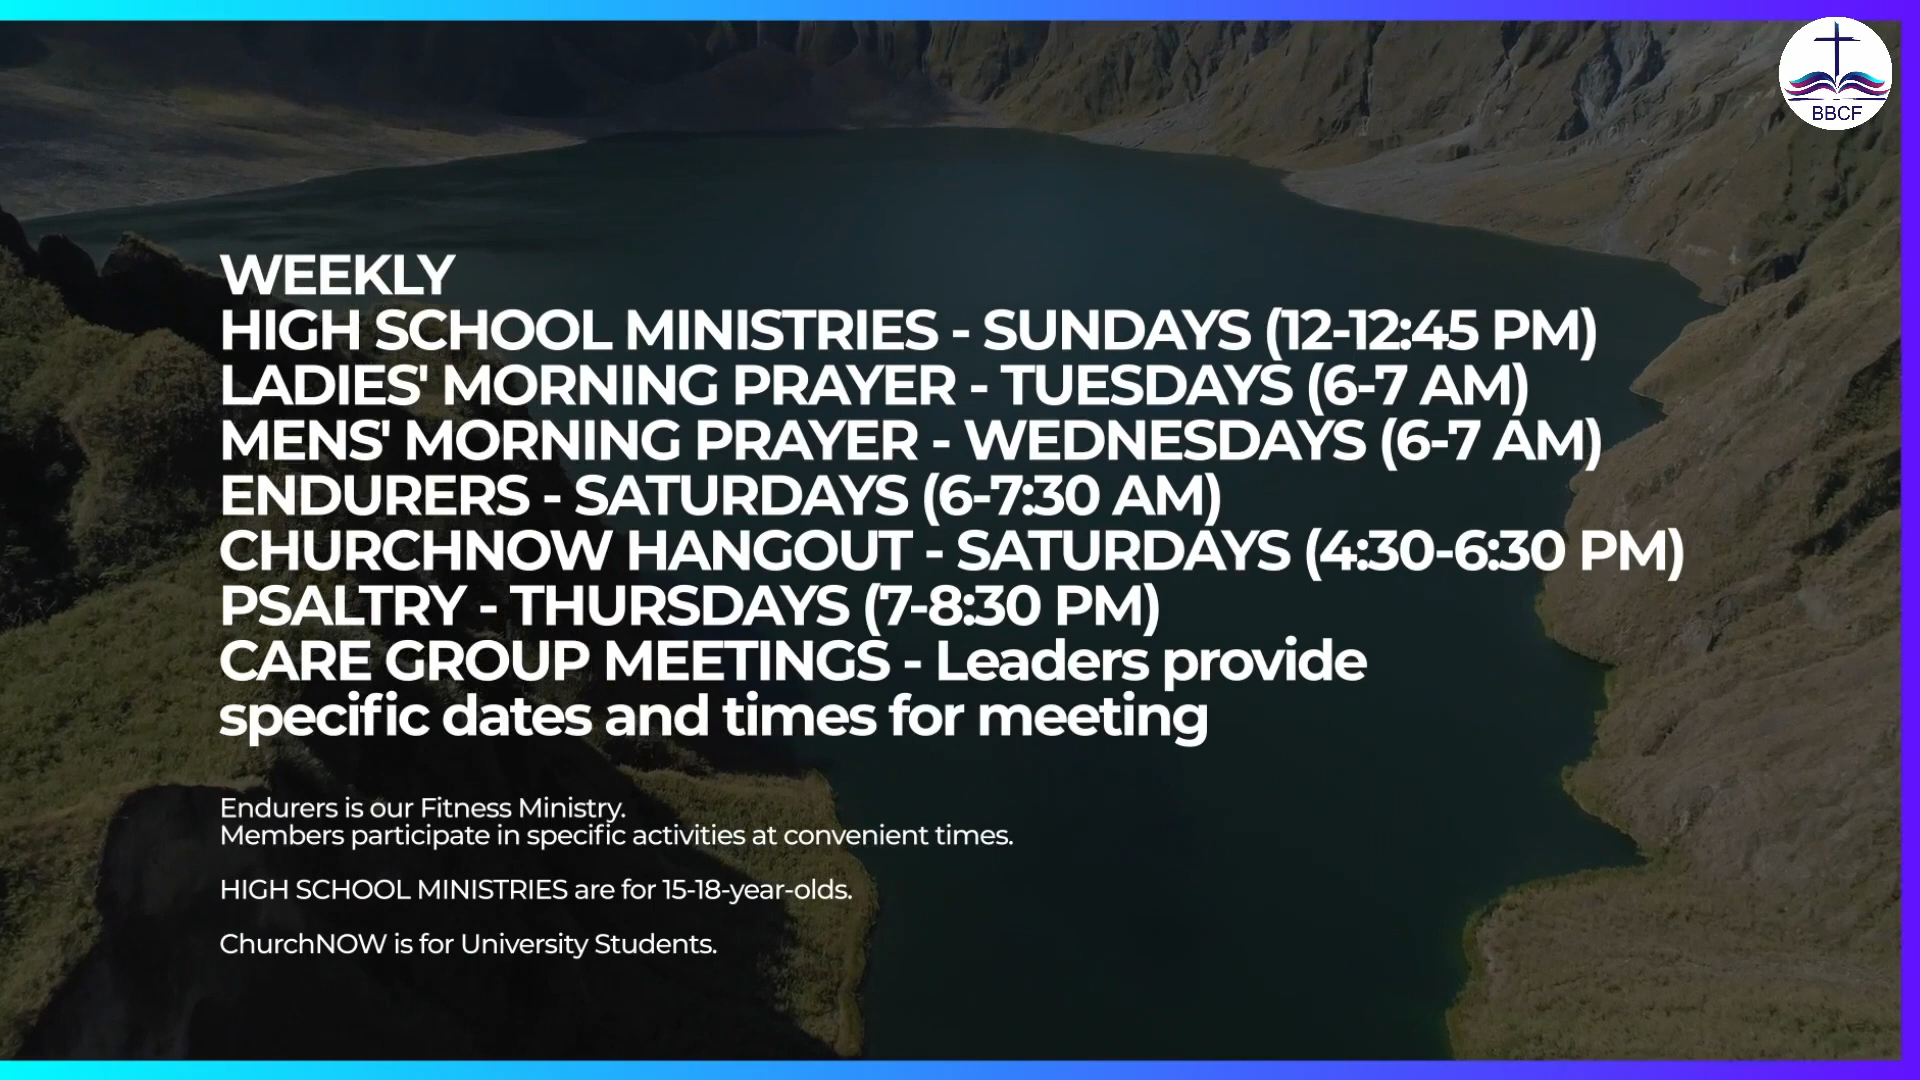 BBCF
WEEKLY
HIGH SCHOOL MINISTRIES - SUNDAYS (12-12:45 PM)
LADIES' MORNING PRAYER - TUESDAYS (6-7 AM)
MENS' MORNING PRAYER - WEDNESDAYS (6-7 AM)
ENDURERS - SATURDAYS (6-7:30 AM)
CHURCHNOW HANGOUT - SATURDAYS (4:30-6:30 PM)
PSALTRY - THURSDAYS (7-8:30 PM)
CARE GROUP MEETINGS - Leaders provide
specific dates and times for meeting
Endurers is our Fitness Ministry.
Members participate in specific activities at convenient times.
HIGH SCHOOL MINISTRIES are for 15-18-year-olds.
ChurchNOW is for University Students.